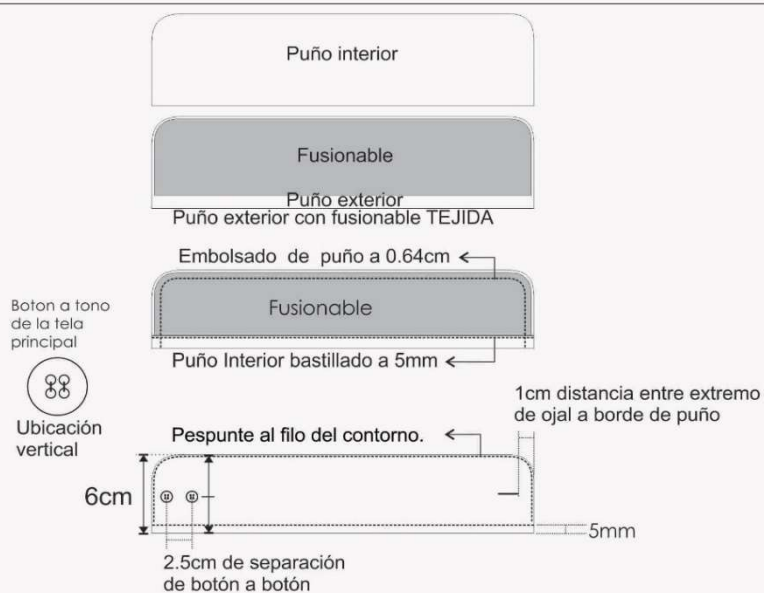 Puño interior
Fusionable
Puño exterior
Puño exterior con fusionable TEJIDA
Embolsado de puño a 0.64cm
Fusionable
Boton a tono
de la tela
principal
Puño Interior bastillado a 5mm
Ubicación
vertical
1cm distancia entre extremo
de ojal a borde de puño
Pespunte al filo del contorno.
6cm
5mm
2.5cm de separación
de botón a botón